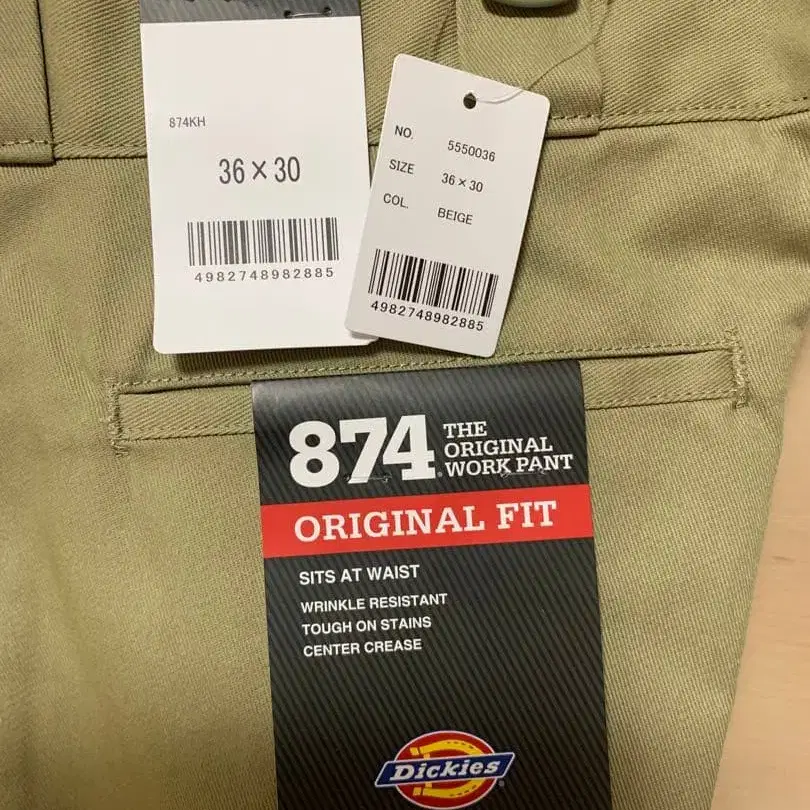 874KH
36×30
4982748982885
NO. 5550036
SIZE 36×30
COL. BEIGE
4982748982885
874
THE
ORIGINAL
WORK PANT
ORIGINAL FIT
SITS AT WAIST
WRINKLE RESISTANT
TOUGH ON STAINS
CENTER CREASE
Dickies